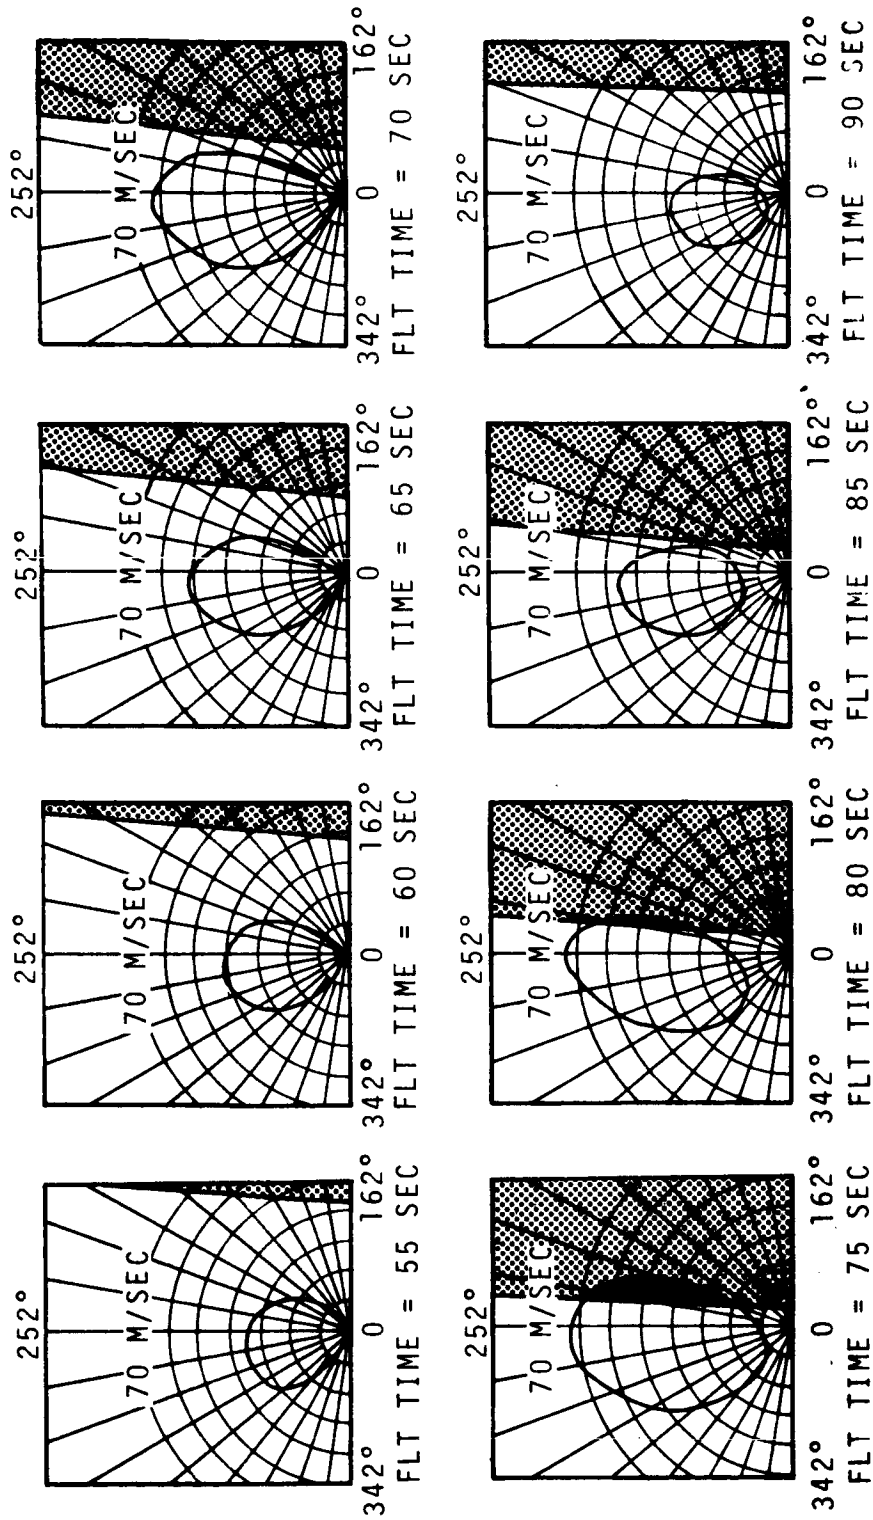 252°
70 M/SEC
342° 0 162°
FLT TIME = 55 SEC
252°
70 M/SEC
342° 0 162°
FLT TIME = 60 SEC
252°
70 M/SEC
342° 0 162°
FLT TIME = 65 SEC
252°
70 M/SEC
342° 0 162°
FLT TIME = 70 SEC
252°
70 M/SEC
342° 0 162°
FLT TIME = 75 SEC
252°
70 M/SEC
342° 0 162°
FLT TIME = 80 SEC
252°
70 M/SEC
342° 0 162°
FLT TIME = 85 SEC
252°
70 M/SEC
342° 0 162°
FLT TIME = 90 SEC